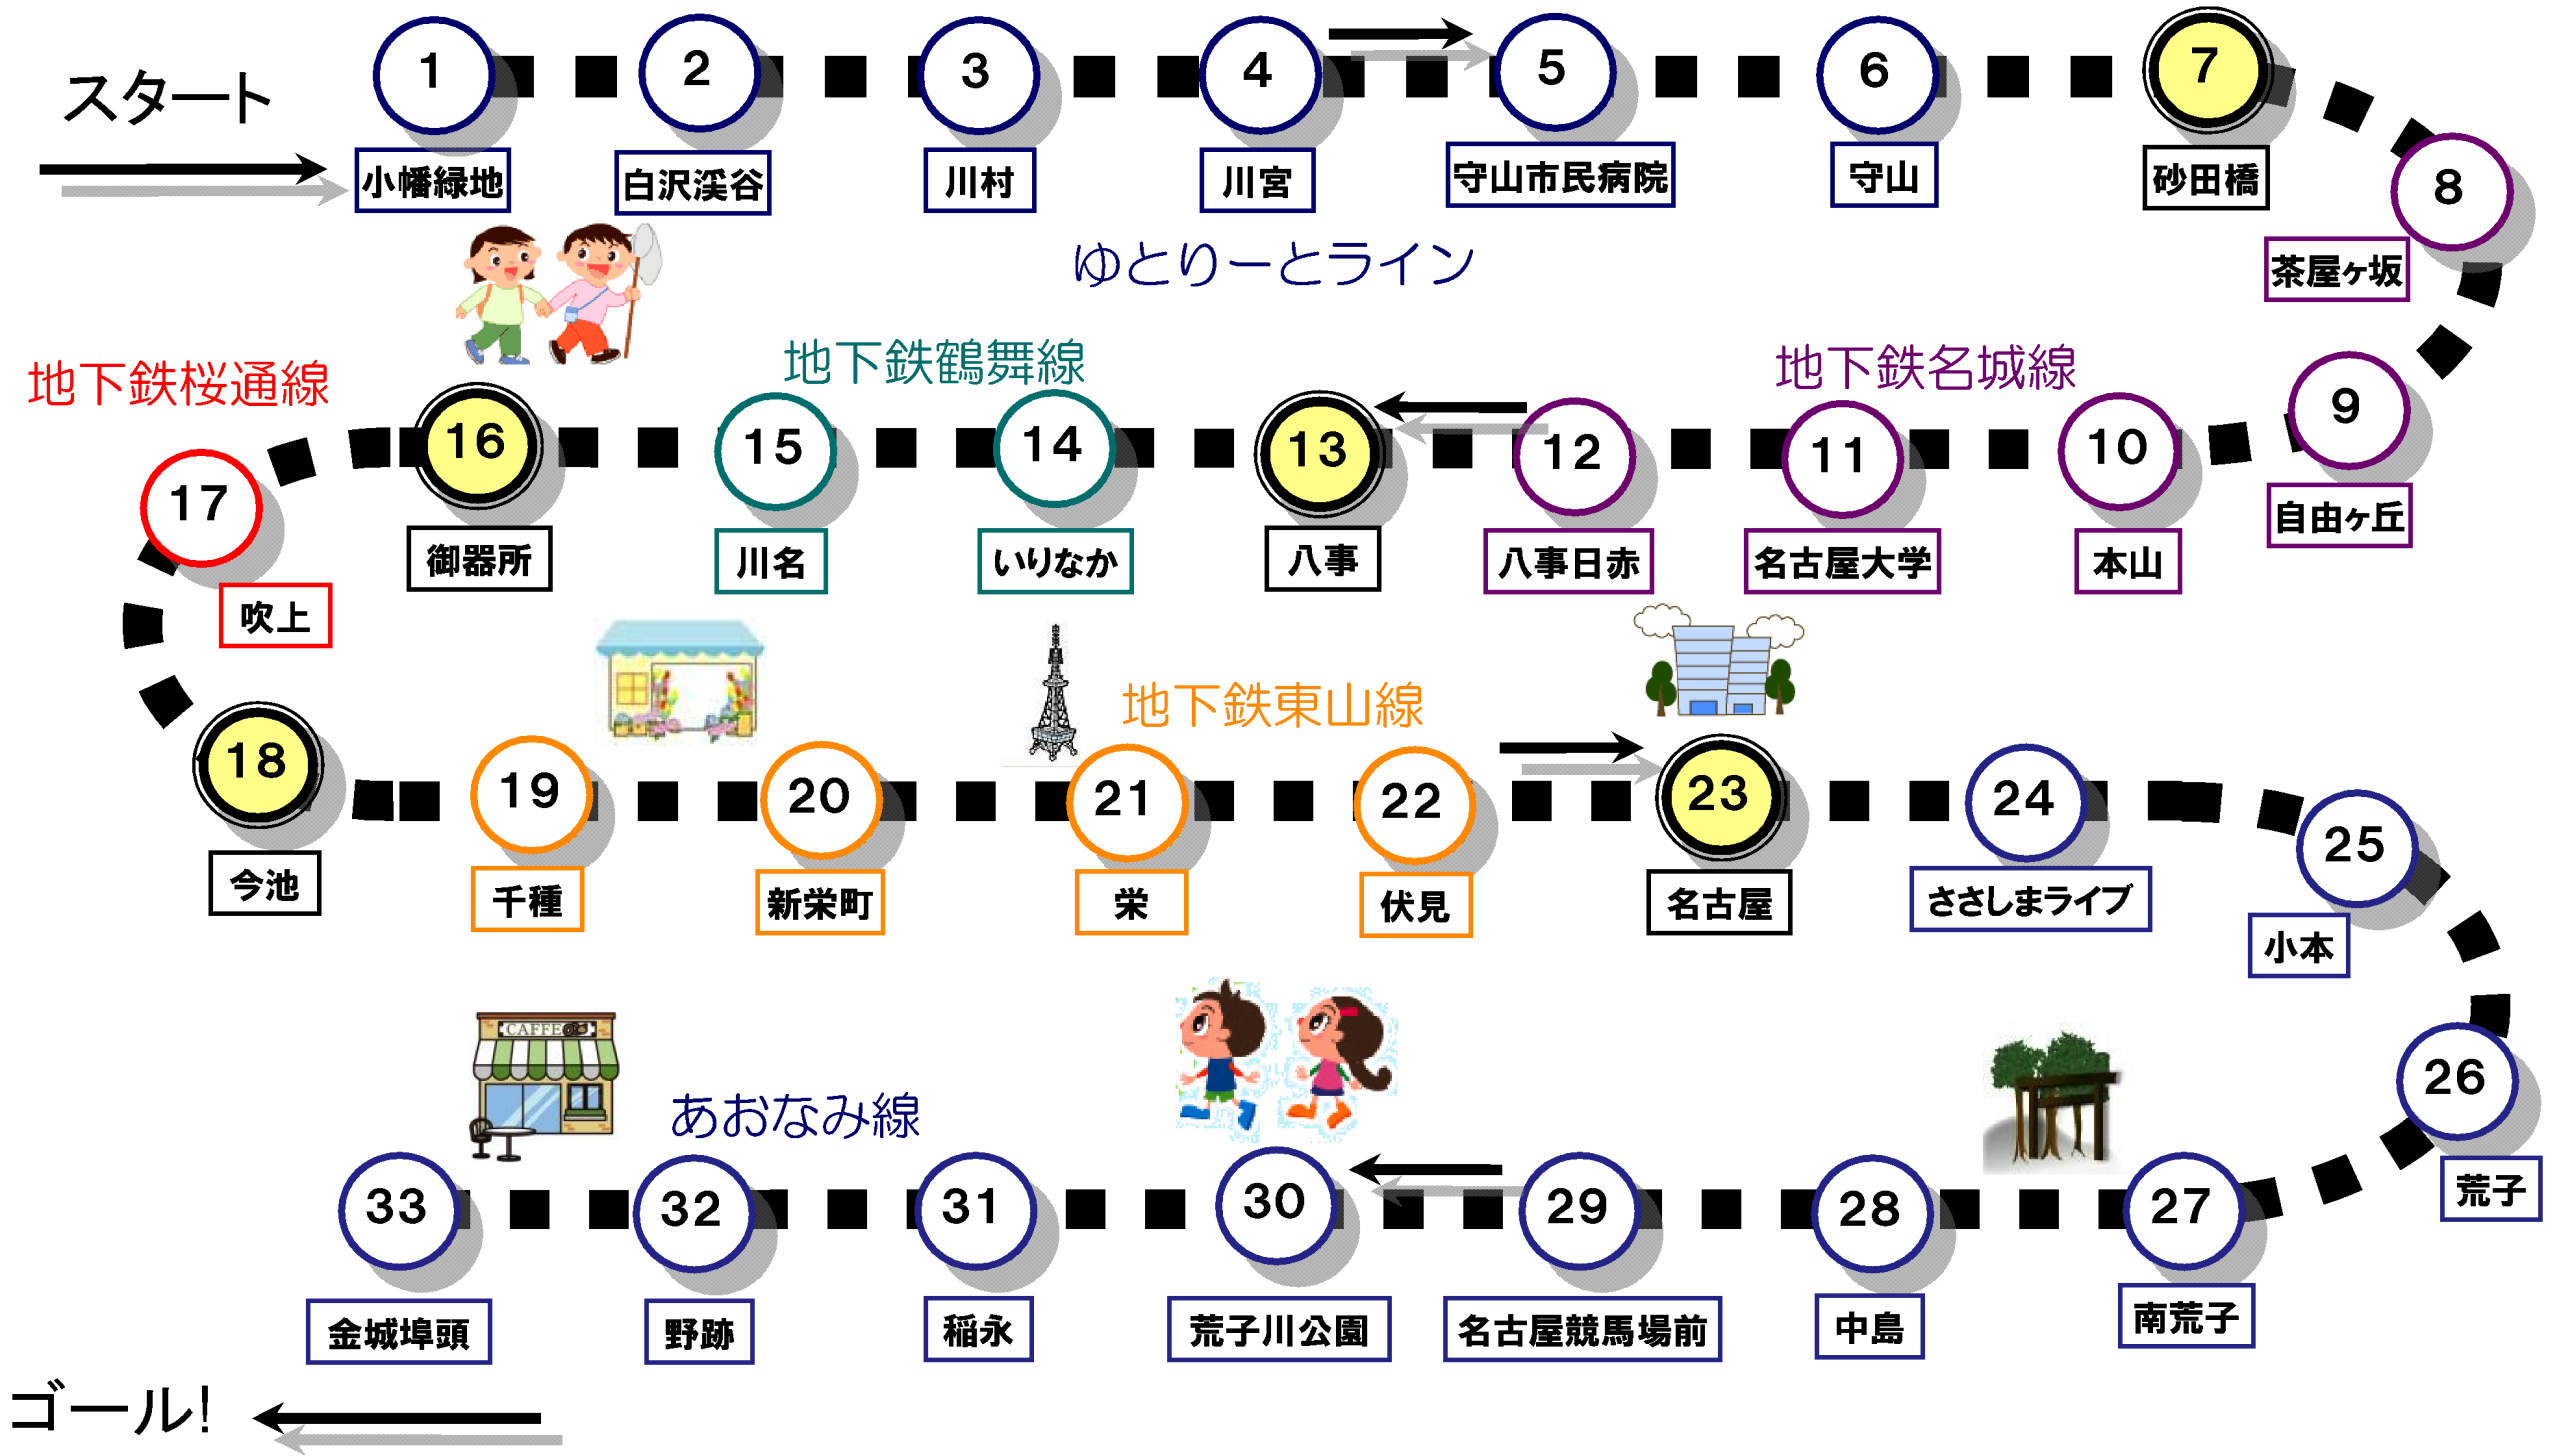 スタート
1 2 3 4 5 6 7
小幡緑地 白沢渓谷 川村 川宮 守山市民病院 守山 砂田橋
8
茶屋ヶ坂
ゆとりーとライン
地下鉄桜通線 地下鉄鶴舞線 地下鉄名城線
9
自由ヶ丘
17 16 15 14 13 12 11 10
御器所 川名 いりなか 八事 八事日赤 名古屋大学 本山
吹上
地下鉄東山線
18 19 20 21 22 23 24 25
今池 千種 新栄町 栄 伏見 名古屋 ささしまライブ
小本
CAFFE
26
荒子
あおなみ線
33 32 31 30 29 28 27
金城埠頭 野跡 稲永 荒子川公園 名古屋競馬場前 中島 南荒子
ゴール!